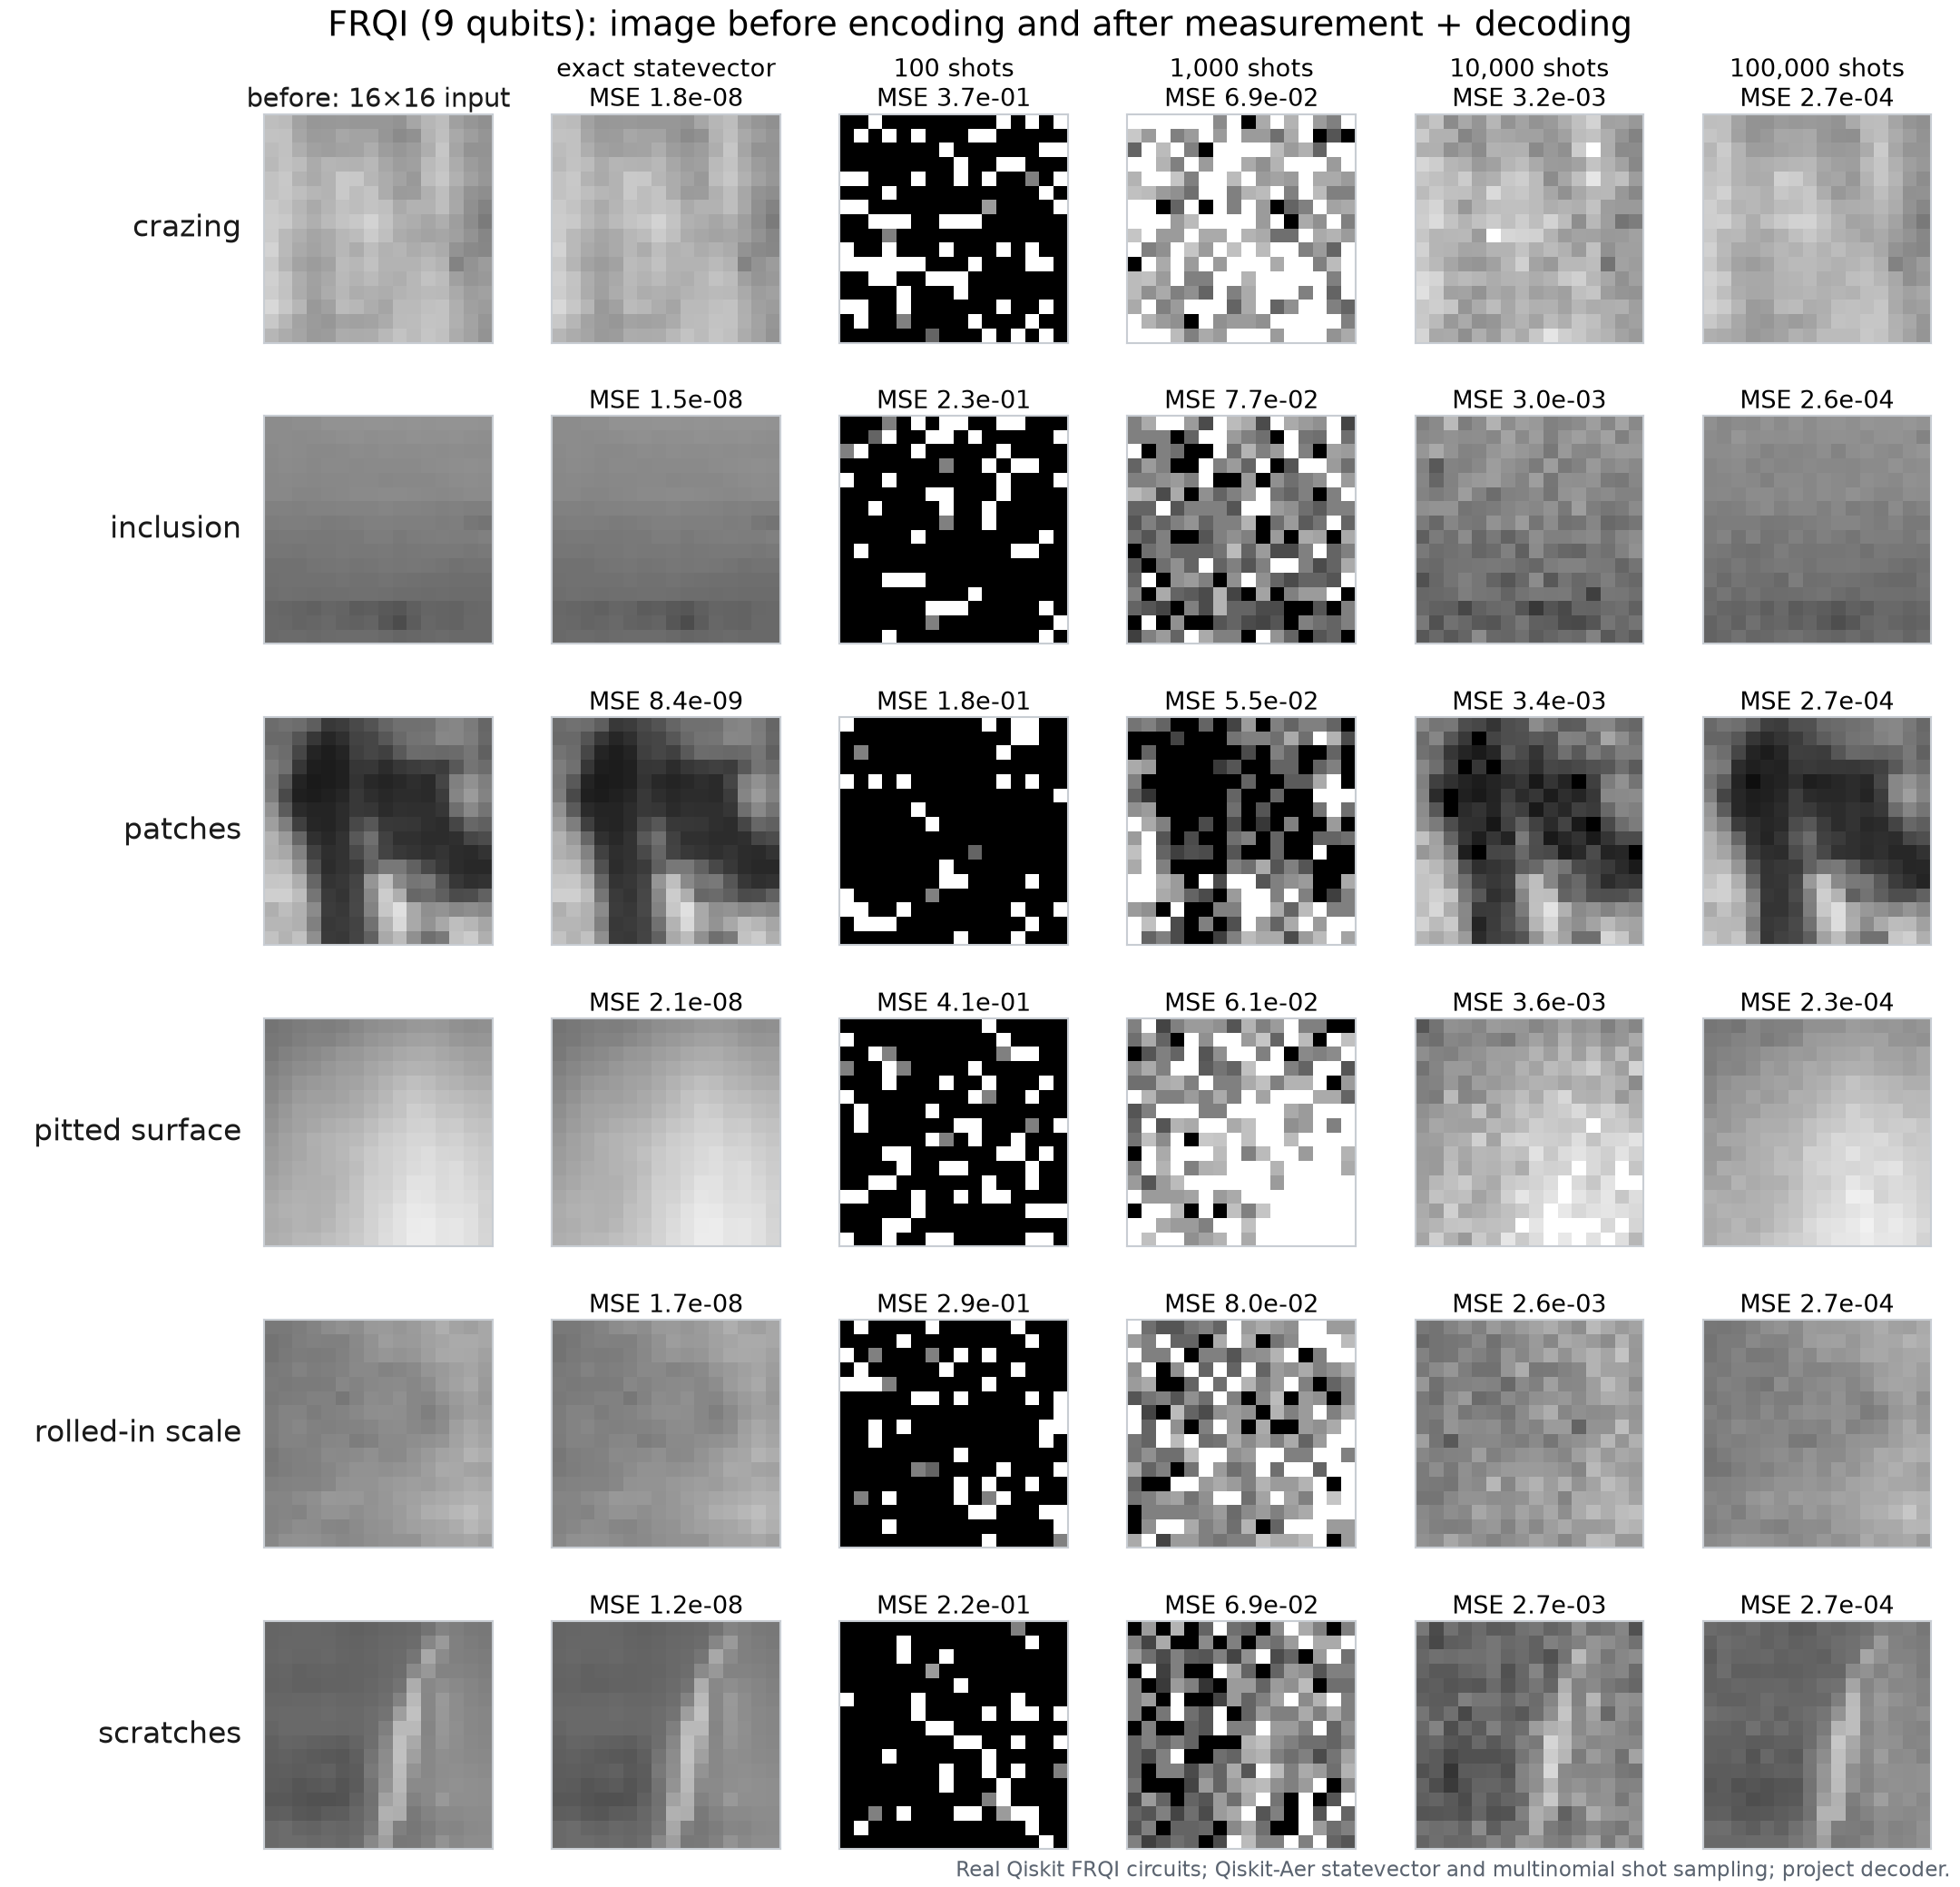 FRQI (9 qubits): image before encoding and after measurement + decoding
exact statevector 100 shots 1,000 shots 10,000 shots 100,000 shots
before: 16×16 input MSE 1.8e-08 MSE 3.7e-01 MSE 6.9e-02 MSE 3.2e-03 MSE 2.7e-04
crazing
MSE 1.5e-08 MSE 2.3e-01 MSE 7.7e-02 MSE 3.0e-03 MSE 2.6e-04
inclusion
MSE 8.4e-09 MSE 1.8e-01 MSE 5.5e-02 MSE 3.4e-03 MSE 2.7e-04
patches
MSE 2.1e-08 MSE 4.1e-01 MSE 6.1e-02 MSE 3.6e-03 MSE 2.3e-04
pitted surface
MSE 1.7e-08 MSE 2.9e-01 MSE 8.0e-02 MSE 2.6e-03 MSE 2.7e-04
rolled-in scale
MSE 1.2e-08 MSE 2.2e-01 MSE 6.9e-02 MSE 2.7e-03 MSE 2.7e-04
scratches
Real Qiskit FRQI circuits; Qiskit-Aer statevector and multinomial shot sampling; project decoder.